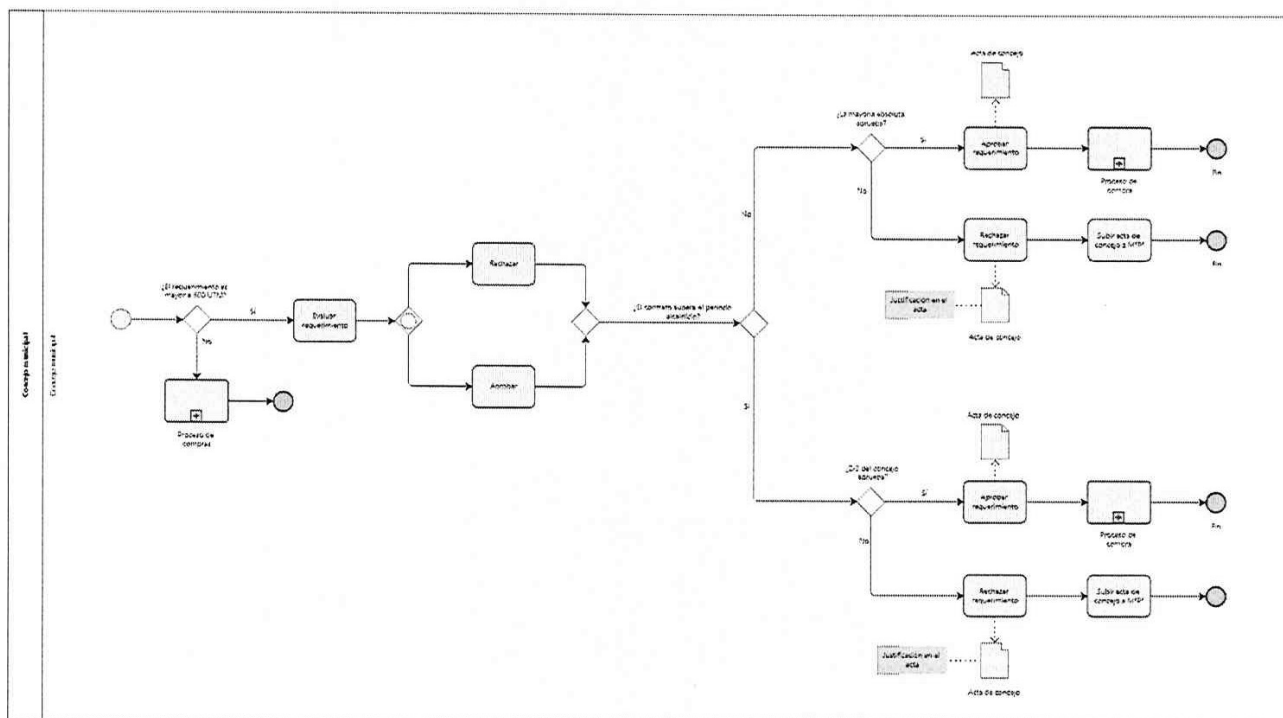 Concejo municipal
Concejo municipal
¿El requerimiento es
mayor a 500 UTM?
Sí
No
Proceso de
compras
Evaluar
requerimiento
Rechazar
Aprobar
¿El contrato supera el periodo
alcaldicio?
No
Sí
¿La mayoría absoluta
aprueba?
Sí
No
Acta de concejo
Aprobar
requerimiento
Proceso de
compra
Fin
Rechazar
requerimiento
Subir acta de
concejo a MP
Fin
Justificación en el
acta
Acta de concejo
¿2/3 del concejo
aprueba?
Sí
No
Acta de concejo
Aprobar
requerimiento
Proceso de
compra
Fin
Rechazar
requerimiento
Subir acta de
concejo a MP
Justificación en el
acta
Acta de concejo